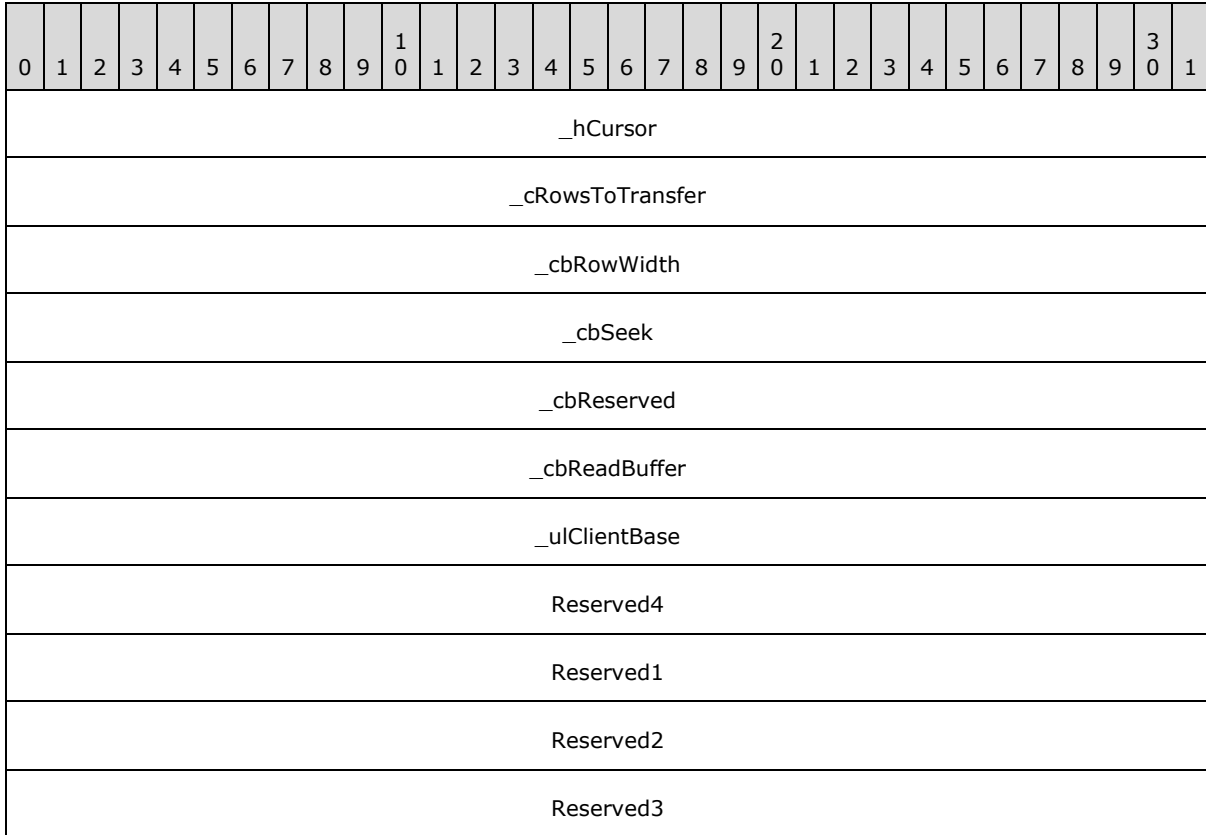 1 2 3
0 1 2 3 4 5 6 7 8 9 0 1 2 3 4 5 6 7 8 9 0 1 2 3 4 5 6 7 8 9 0 1
_hCursor
_cRowsToTransfer
_cbRowWidth
_cbSeek
_cbReserved
_cbReadBuffer
_ulClientBase
Reserved4
Reserved1
Reserved2
Reserved3